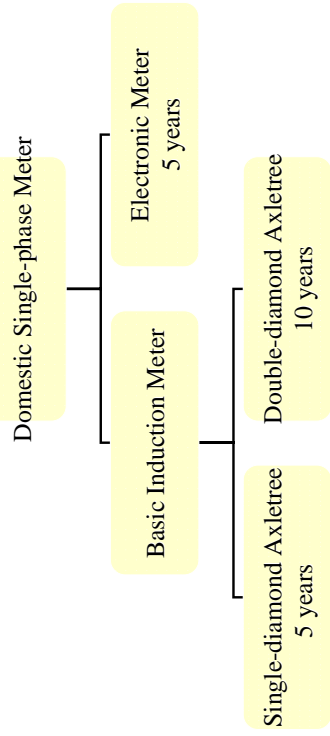 Domestic Single-phase Meter
Basic Induction Meter
Electronic Meter
5 years
Single-diamond Axletree
5 years
Double-diamond Axletree
10 years